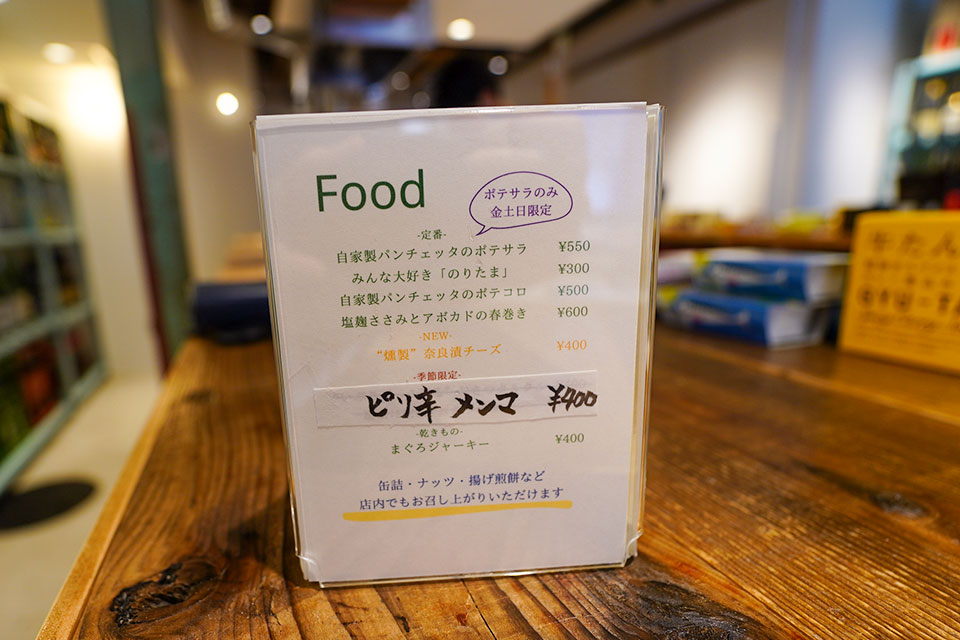 Food
ポテサラのみ
金土日限定
-定番-
自家製パンチェッタのポテサラ ¥550
みんな大好き「のりたま」 ¥300
自家製パンチェッタのポテコロ ¥500
塩麹ささみとアボカドの春巻き ¥600
-NEW-
“燻製”奈良漬チーズ ¥400
-季節限定-
ピリ辛 メンマ ¥400
-乾きもの-
まぐろジャーキー ¥400
缶詰・ナッツ・揚げ煎餅など
店内でもお召し上がりいただけます